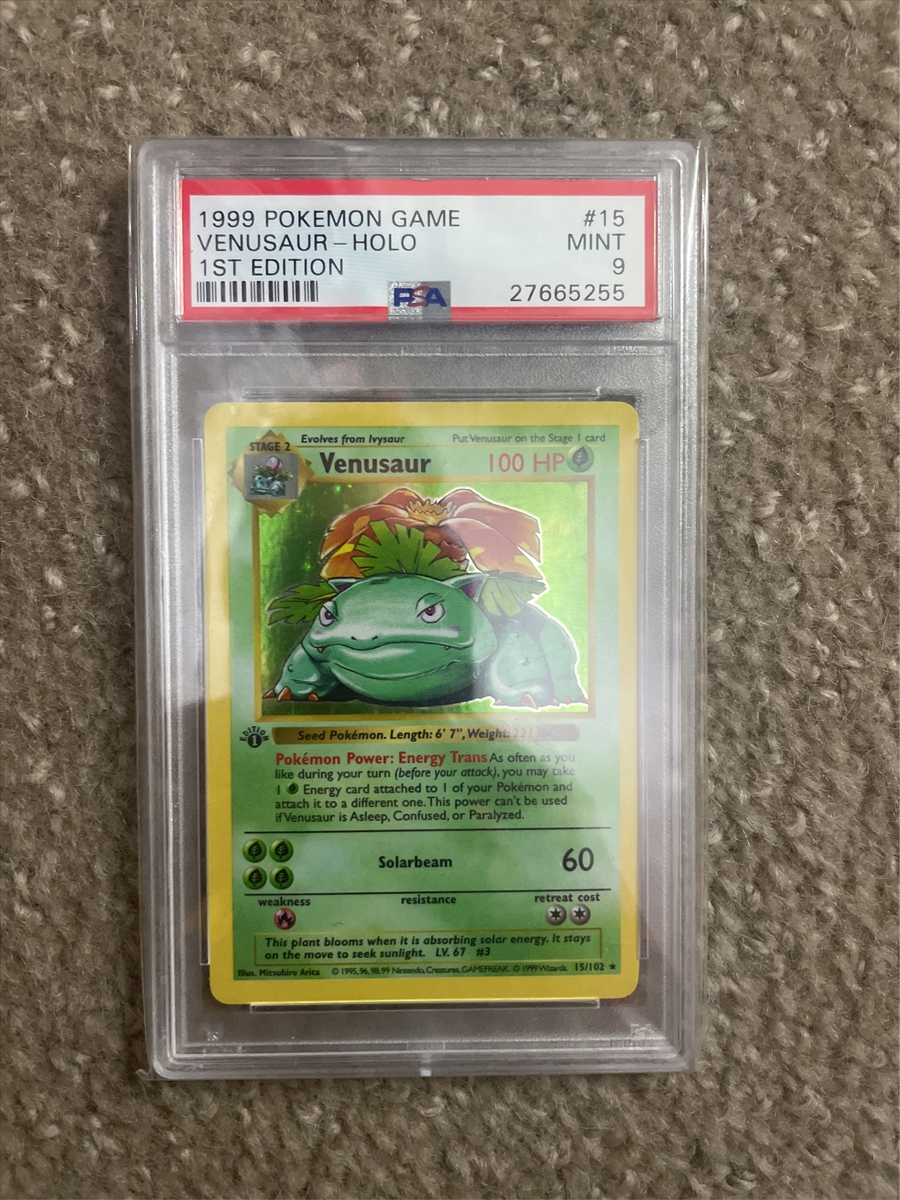 1999 POKEMON GAME #15
VENUSAUR - HOLO MINT
1ST EDITION 9
PSA 27665255
STAGE 2 Evolves from Ivysaur Put Venusaur on the Stage 1 card
Venusaur 100 HP
EDITION 1
Seed Pokémon. Length: 6' 7", Weight:
Pokémon Power: Energy Trans As often as you
like during your turn (before your attack), you may take
1 Energy card attached to 1 of your Pokémon and
attach it to a different one. This power can't be used
if Venusaur is Asleep, Confused, or Paralyzed.
Solarbeam 60
weakness resistance retreat cost
This plant blooms when it is absorbing solar energy. It stays
on the move to seek sunlight. LV. 67 #3
Illus. Mitsuhiro Arita © 1995, 96, 98, 99 Nintendo, Creatures, GAMEFREAK. © 1999 Wizards. 15/102 ★